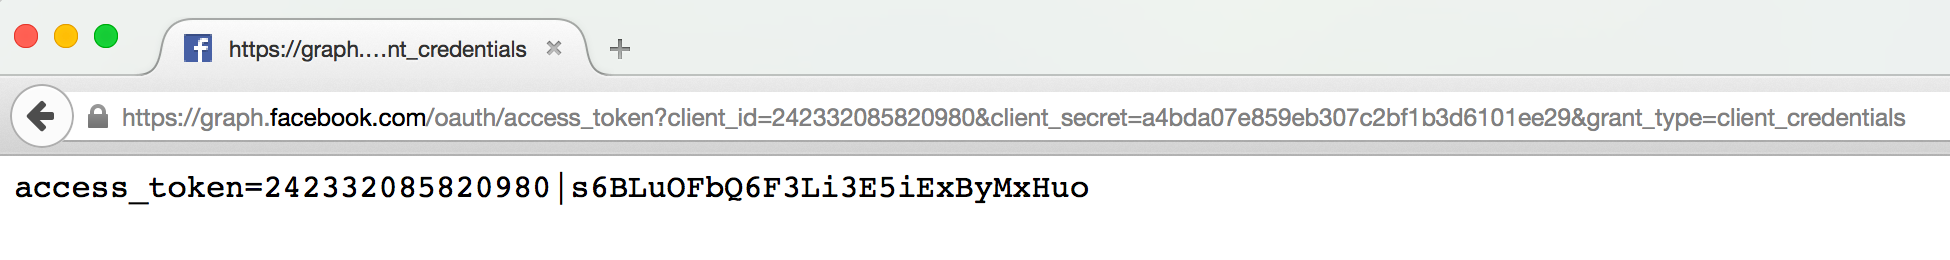 https://graph....nt_credentials
https://graph.facebook.com/oauth/access_token?client_id=242332085820980&client_secret=a4bda07e859eb307c2bf1b3d6101ee29&grant_type=client_credentials
access_token=242332085820980|s6BLuOFbQ6F3Li3E5iExByMxHuo